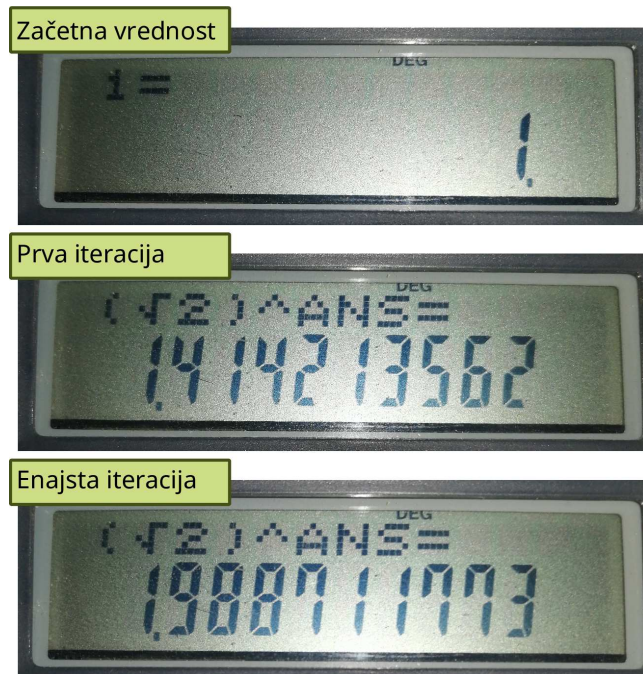 Začetna vrednost
DEG
1=
1.
Prva iteracija
DEG
(√2)^ANS=
1.414213562
Enajsta iteracija
DEG
(√2)^ANS=
1.988711773